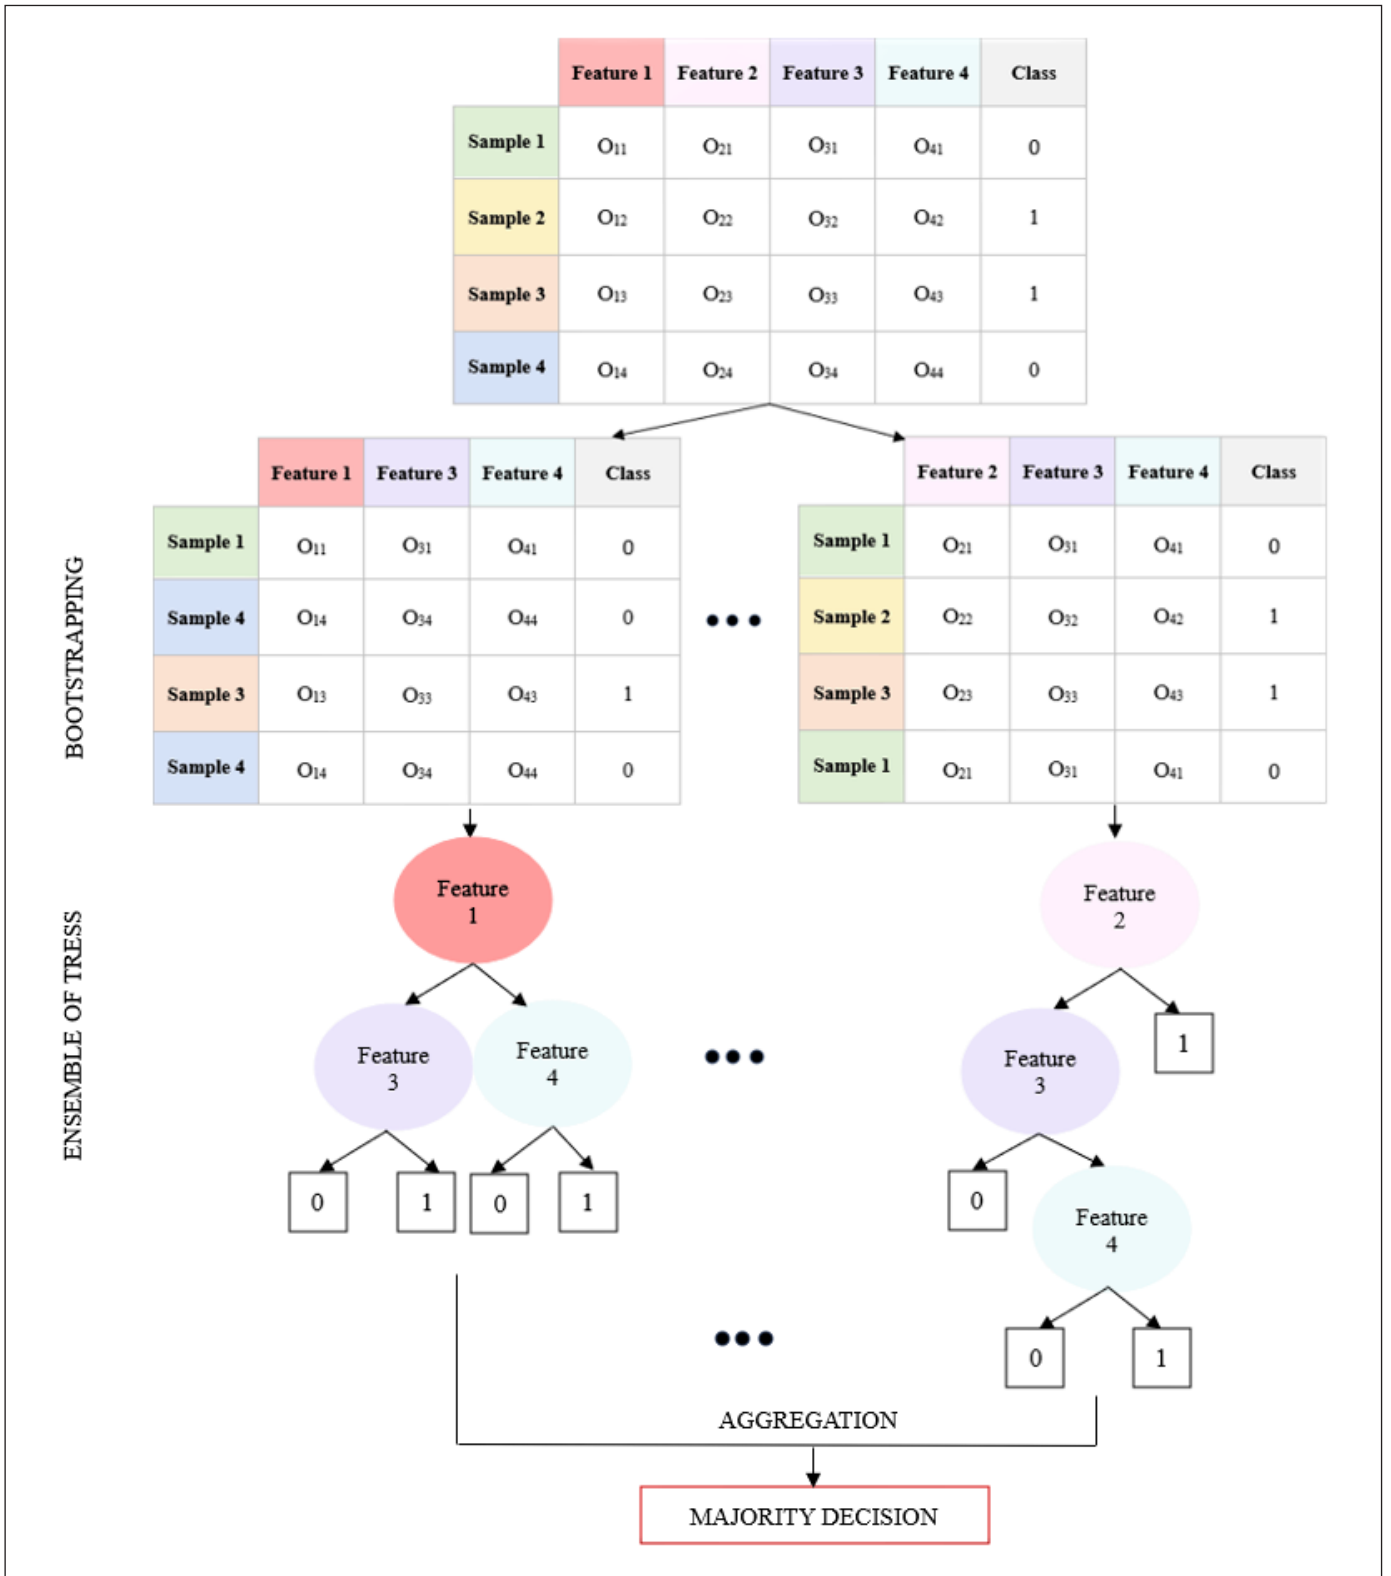 Feature 1 Feature 2 Feature 3 Feature 4 Class
Sample 1 O11 O21 O31 O41 0
Sample 2 O12 O22 O32 O42 1
Sample 3 O13 O23 O33 O43 1
Sample 4 O14 O24 O34 O44 0
BOOTSTRAPPING
Feature 1 Feature 3 Feature 4 Class
Sample 1 O11 O31 O41 0
Sample 4 O14 O34 O44 0
Sample 3 O13 O33 O43 1
Sample 4 O14 O34 O44 0
Feature 2 Feature 3 Feature 4 Class
Sample 1 O21 O31 O41 0
Sample 2 O22 O32 O42 1
Sample 3 O23 O33 O43 1
Sample 1 O21 O31 O41 0
ENSEMBLE OF TRESS
Feature
1
Feature
3
Feature
4
0 1 0 1
Feature
2
1
Feature
3
0
Feature
4
0 1
AGGREGATION
MAJORITY DECISION